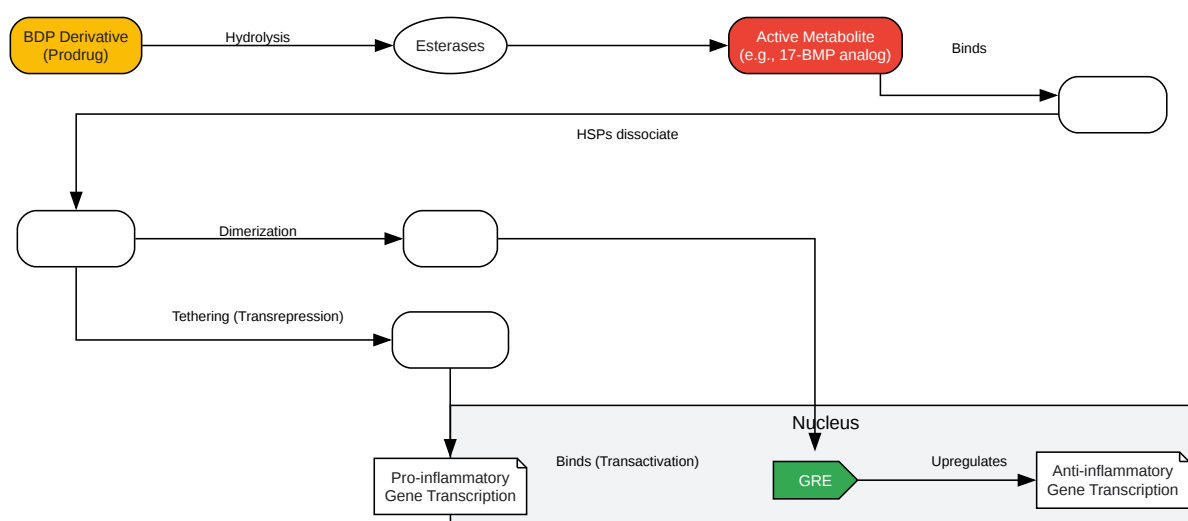 BDP Derivative
(Prodrug)
Hydrolysis
Esterases
Active Metabolite
(e.g., 17-BMP analog)
Binds
HSPs dissociate
Dimerization
Tethering (Transrepression)
Nucleus
Pro-inflammatory
Gene Transcription
Binds (Transactivation)
GRE
Upregulates
Anti-inflammatory
Gene Transcription